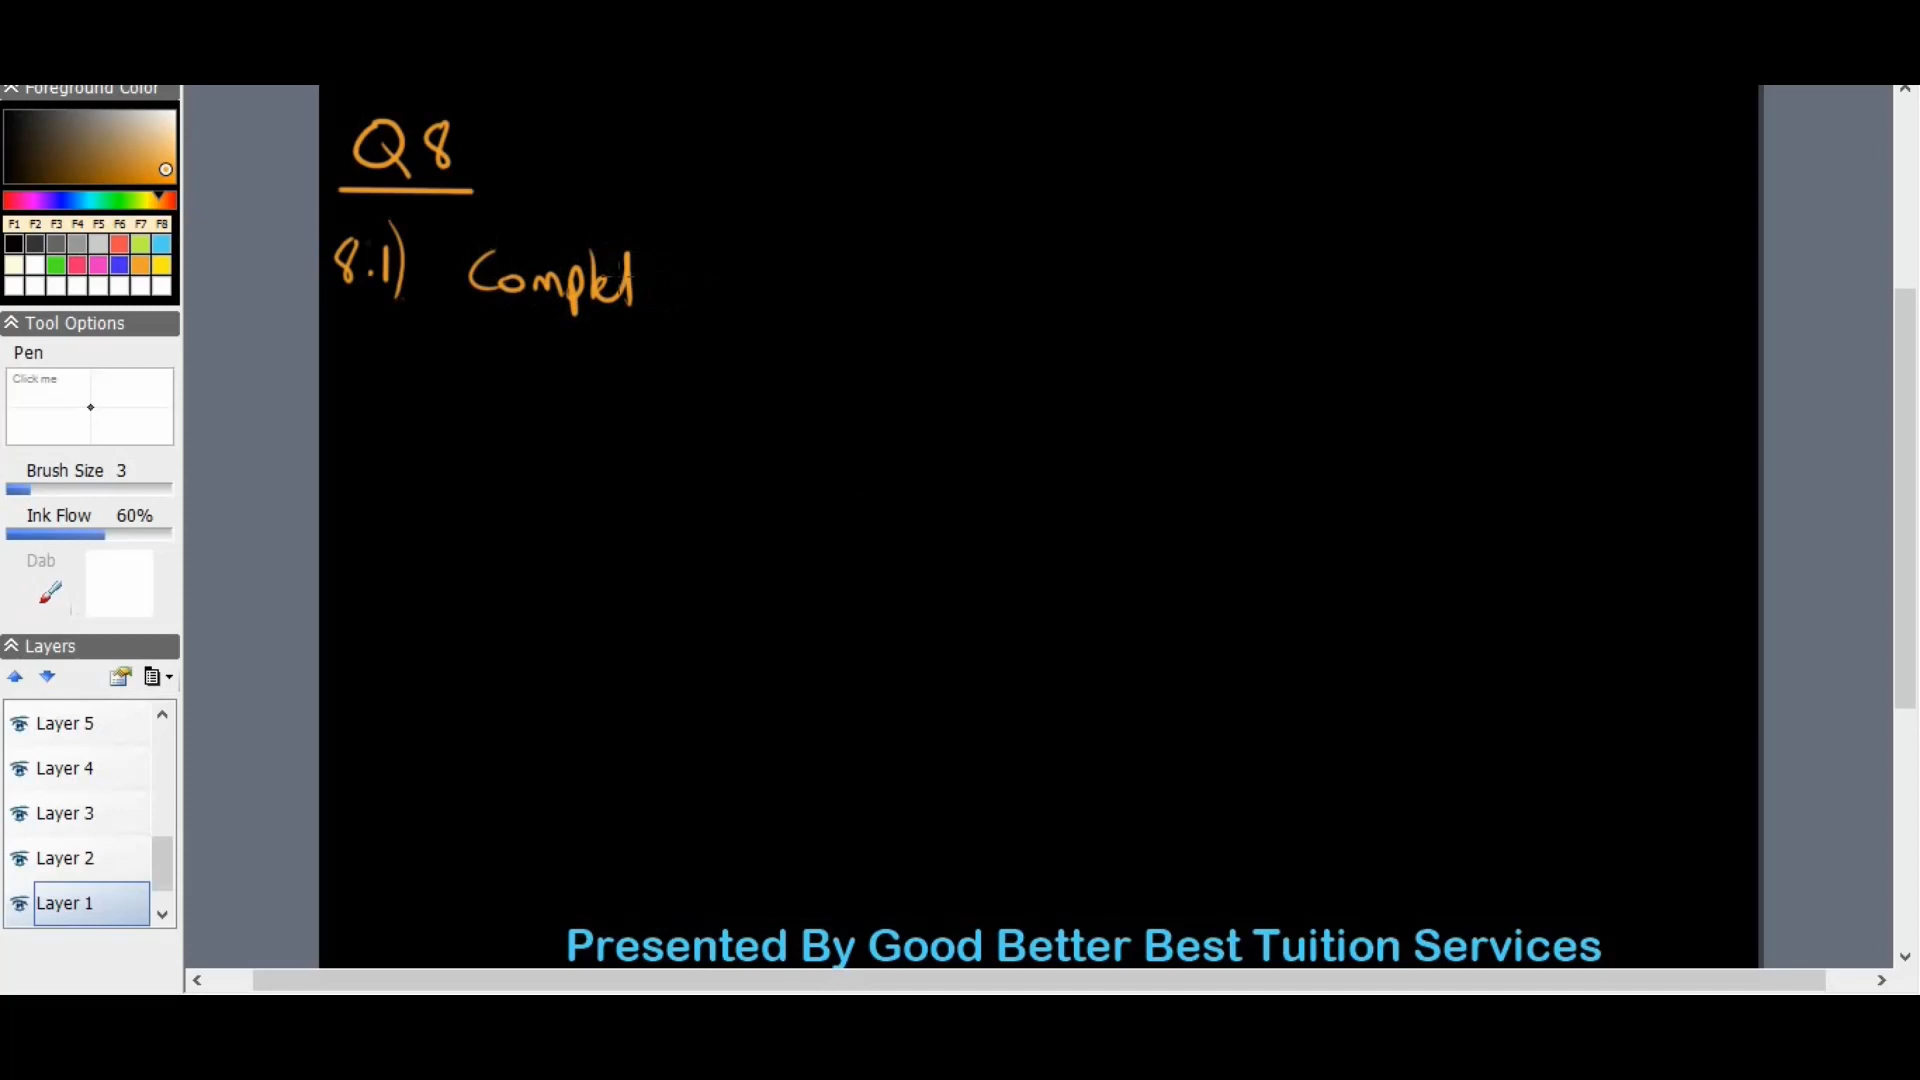 Foreground Color
F1 F2 F3 F4 F5 F6 F7 F8
Tool Options
Pen
Click me
Brush Size 3
Ink Flow 60%
Dab
Layers
Layer 5
Layer 4
Layer 3
Layer 2
Layer 1
Q8
8.1) Complet
Presented By Good Better Best Tuition Services